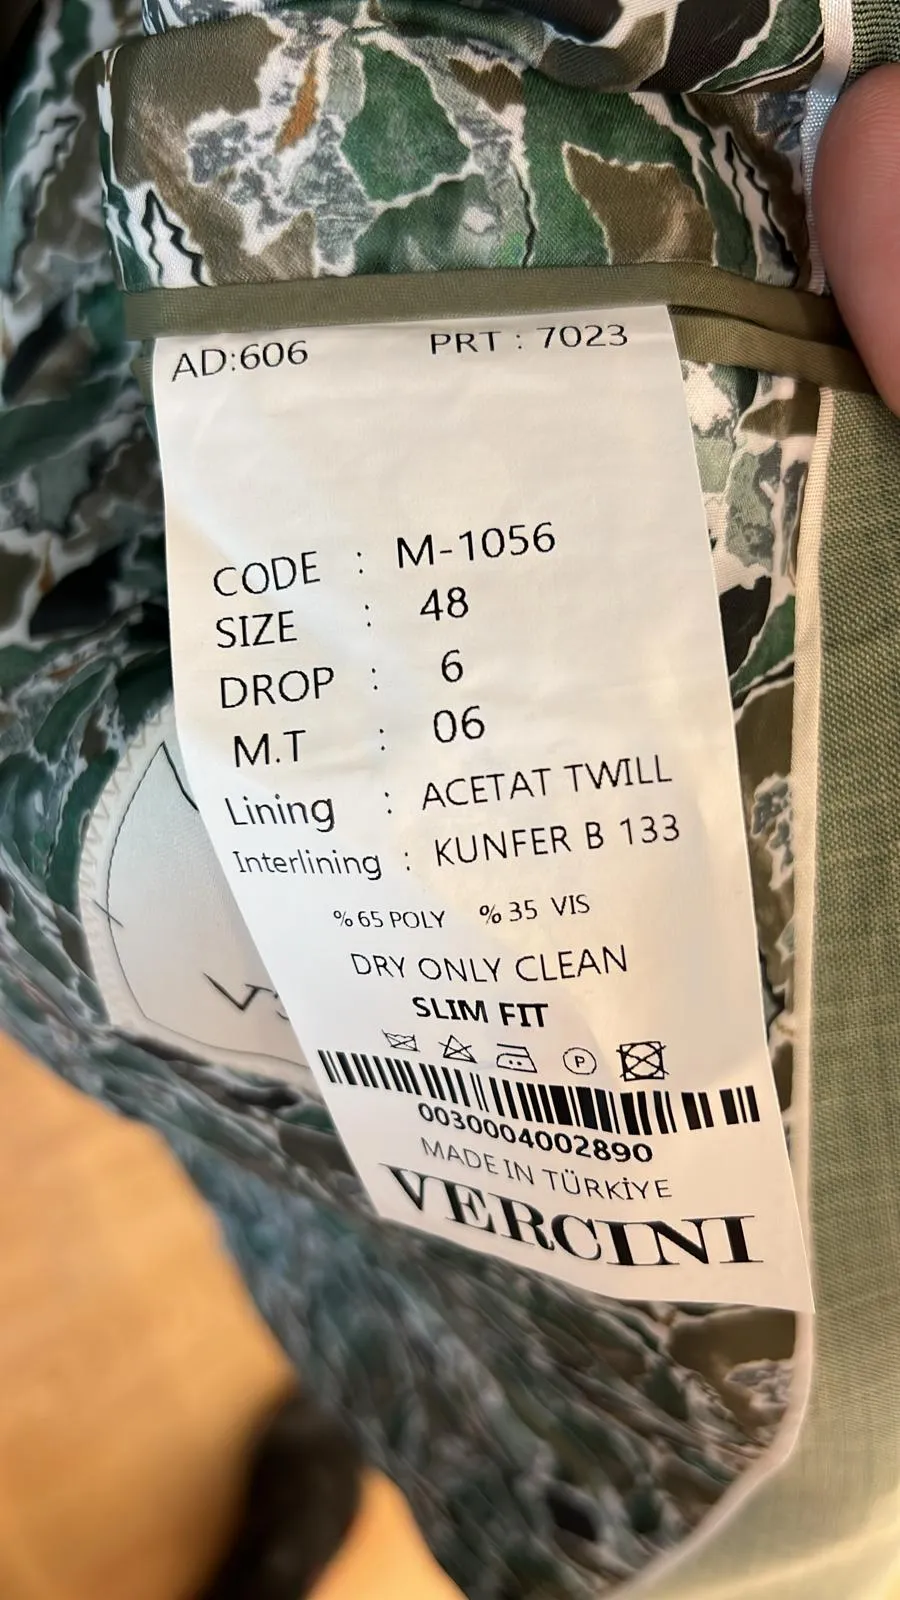 AD:606 PRT : 7023
CODE : M-1056
SIZE : 48
DROP : 6
M.T : 06
Lining : ACETAT TWILL
Interlining : KUNFER B 133
%65 POLY %35 VIS
DRY ONLY CLEAN
SLIM FIT
P
0030004002890
MADE IN TÜRKİYE
VERCINI